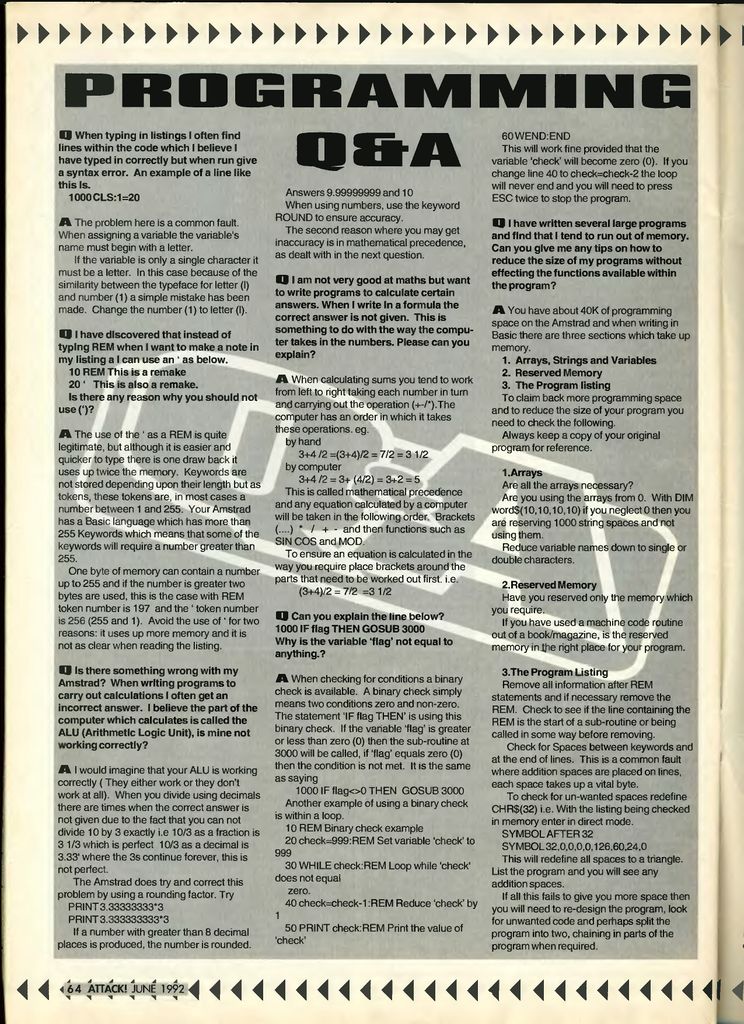 PROGRAMMING
Q&A
Q When typing in listings I often find
lines within the code which I believe I
have typed in correctly but when run give
a syntax error. An example of a line like
this is.
1000CLS:1=20
A The problem here is a common fault.
When assigning a variable the variable's
name must begin with a letter.
If the variable is only a single character it
must be a letter. In this case because of the
similarity between the typeface for letter (l)
and number (1) a simple mistake has been
made. Change the number (1) to letter (l).
Q I have discovered that instead of
typing REM when I want to make a note in
my listing a I can use an ' as below.
10 REM This is a remake
20 ' This is also a remake.
Is there any reason why you should not
use (')?
A The use of the ' as a REM is quite
legitimate, but although it is easier and
quicker to type there is one draw back it
uses up twice the memory. Keywords are
not stored depending upon their length but as
tokens, these tokens are, in most cases a
number between 1 and 255. Your Amstrad
has a Basic language which has more than
255 Keywords which means that some of the
keywords will require a number greater than
255.
One byte of memory can contain a number
up to 255 and if the number is greater two
bytes are used, this is the case with REM
token number is 197 and the ' token number
is 256 (255 and 1). Avoid the use of ' for two
reasons: it uses up more memory and it is
not as clear when reading the listing.
Q Is there something wrong with my
Amstrad? When writing programs to
carry out calculations I often get an
incorrect answer. I believe the part of the
computer which calculates is called the
ALU (Arithmetic Logic Unit), is mine not
working correctly?
A I would imagine that your ALU is working
correctly ( They either work or they don't
work at all). When you divide using decimals
there are times when the correct answer is
not given due to the fact that you can not
divide 10 by 3 exactly i.e 10/3 as a fraction is
3 1/3 which is perfect 10/3 as a decimal is
3.33' where the 3s continue forever, this is
not perfect.
The Amstrad does try and correct this
problem by using a rounding factor. Try
PRINT3.33333333*3
PRINT3.333333333*3
If a number with greater than 8 decimal
places is produced, the number is rounded.
Answers 9.99999999 and 10
When using numbers, use the keyword
ROUND to ensure accuracy.
The second reason where you may get
inaccuracy is in mathematical precedence,
as dealt with in the next question.
Q I am not very good at maths but want
to write programs to calculate certain
answers. When I write in a formula the
correct answer is not given. This is
something to do with the way the compu-
ter takes in the numbers. Please can you
explain?
A When calculating sums you tend to work
from left to right taking each number in turn
and carrying out the operation (+-/*).The
computer has an order in which it takes
these operations. eg.
by hand
3+4 /2 =(3+4)/2 = 7/2 = 3 1/2
by computer
3+4 /2 = 3+ (4/2) = 3+2 = 5
This is called mathematical precedence
and any equation calculated by a computer
will be taken in the following order. Brackets
(....) * / + - and then functions such as
SIN COS and MOD.
To ensure an equation is calculated in the
way you require place brackets around the
parts that need to be worked out first. i.e.
(3+4)/2 = 7/2 =3 1/2
Q Can you explain the line below?
1000 IF flag THEN GOSUB 3000
Why is the variable 'flag' not equal to
anything.?
A When checking for conditions a binary
check is available. A binary check simply
means two conditions zero and non-zero.
The statement 'IF flag THEN' is using this
binary check. If the variable 'flag' is greater
or less than zero (0) then the sub-routine at
3000 will be called, if 'flag' equals zero (0)
then the condition is not met. It is the same
as saying
1000 IF flag<>0 THEN GOSUB 3000
Another example of using a binary check
is within a loop.
10 REM Binary check example
20 check=999:REM Set variable 'check' to
999
30 WHILE check:REM Loop while 'check'
does not equal
zero.
40 check=check-1:REM Reduce 'check' by
1
50 PRINT check:REM Print the value of
'check'
60WEND:END
This will work fine provided that the
variable 'check' will become zero (0). If you
change line 40 to check=check-2 the loop
will never end and you will need to press
ESC twice to stop the program.
Q I have written several large programs
and find that I tend to run out of memory.
Can you give me any tips on how to
reduce the size of my programs without
effecting the functions available within
the program?
A You have about 40K of programming
space on the Amstrad and when writing in
Basic there are three sections which take up
memory.
1. Arrays, Strings and Variables
2. Reserved Memory
3. The Program listing
To claim back more programming space
and to reduce the size of your program you
need to check the following.
Always keep a copy of your original
program for reference.
1.Arrays
Are all the arrays necessary?
Are you using the arrays from 0. With DIM
word$(10,10,10,10) if you neglect 0 then you
are reserving 1000 string spaces and not
using them.
Reduce variable names down to single or
double characters.
2.Reserved Memory
Have you reserved only the memory which
you require.
If you have used a machine code routine
out of a book/magazine, is the reserved
memory in the right place for your program.
3.The Program Listing
Remove all information after REM
statements and if necessary remove the
REM. Check to see if the line containing the
REM is the start of a sub-routine or being
called in some way before removing.
Check for Spaces between keywords and
at the end of lines. This is a common fault
where addition spaces are placed on lines,
each space takes up a vital byte.
To check for un-wanted spaces redefine
CHR$(32) i.e. With the listing being checked
in memory enter in direct mode.
SYMBOL AFTER 32
SYMBOL 32,0,0,0,0,126,60,24,0
This will redefine all spaces to a triangle.
List the program and you will see any
addition spaces.
If all this fails to give you more space then
you will need to re-design the program, look
for unwanted code and perhaps split the
program into two, chaining in parts of the
program when required.
64 ATTACK! JUNE 1992